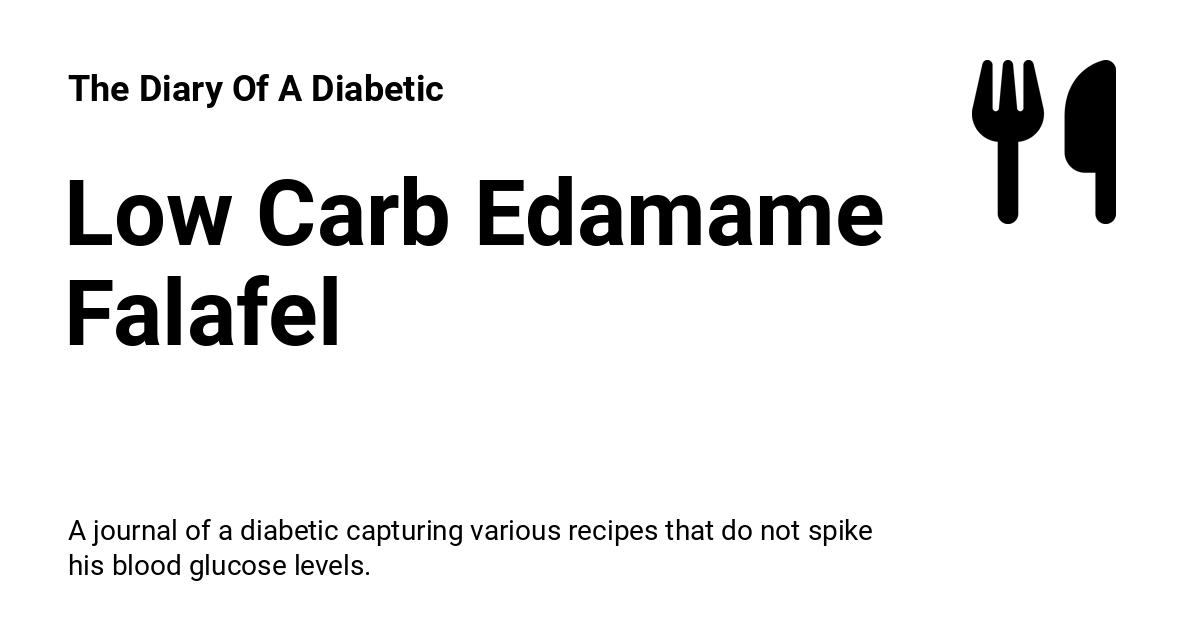 The Diary Of A Diabetic
Low Carb Edamame
Falafel
A journal of a diabetic capturing various recipes that do not spike
his blood glucose levels.